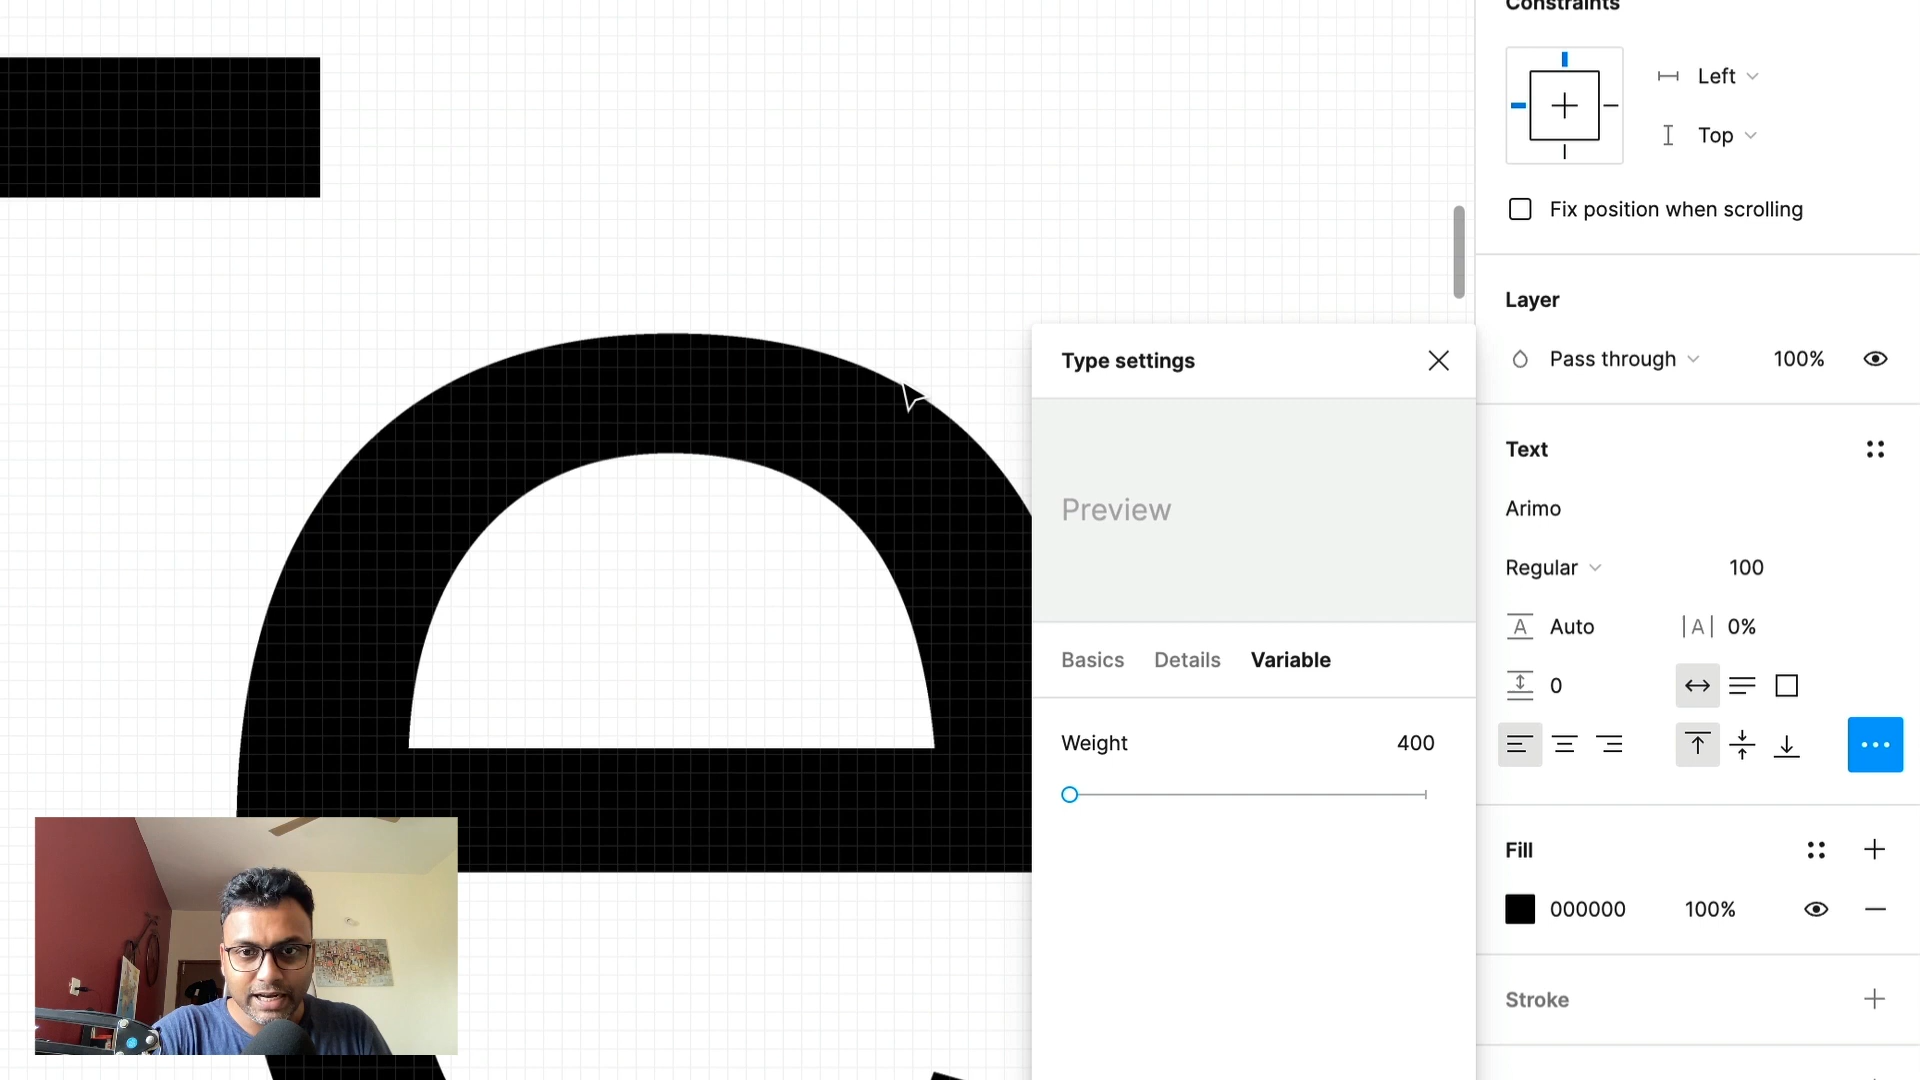 Constraints
Left
Top
Fix position when scrolling
Layer
Pass through 100%
Type settings
Preview
Basics Details Variable
Weight 400
Text
Arimo
Regular 100
A Auto |A| 0%
0
Fill
000000 100%
Stroke
e